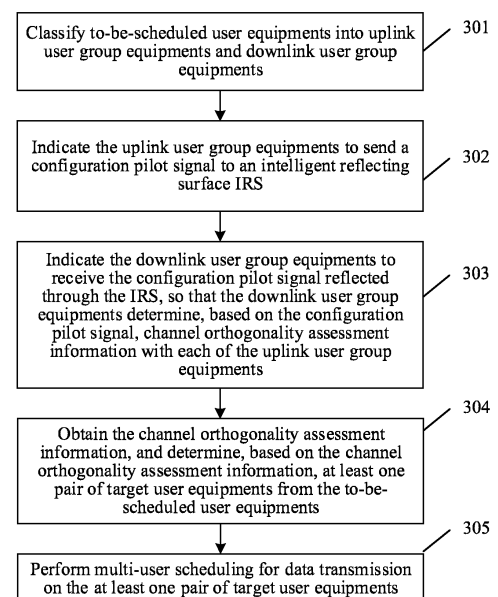 Classify to-be-scheduled user equipments into uplink
user group equipments and downlink user group
equipments
301
Indicate the uplink user group equipments to send a
configuration pilot signal to an intelligent reflecting
surface IRS
302
Indicate the downlink user group equipments to
receive the configuration pilot signal reflected
through the IRS, so that the downlink user group
equipments determine, based on the configuration
pilot signal, channel orthogonality assessment
information with each of the uplink user group
equipments
303
Obtain the channel orthogonality assessment
information, and determine, based on the channel
orthogonality assessment information, at least one
pair of target user equipments from the to-be-
scheduled user equipments
304
Perform multi-user scheduling for data transmission
on the at least one pair of target user equipments
305